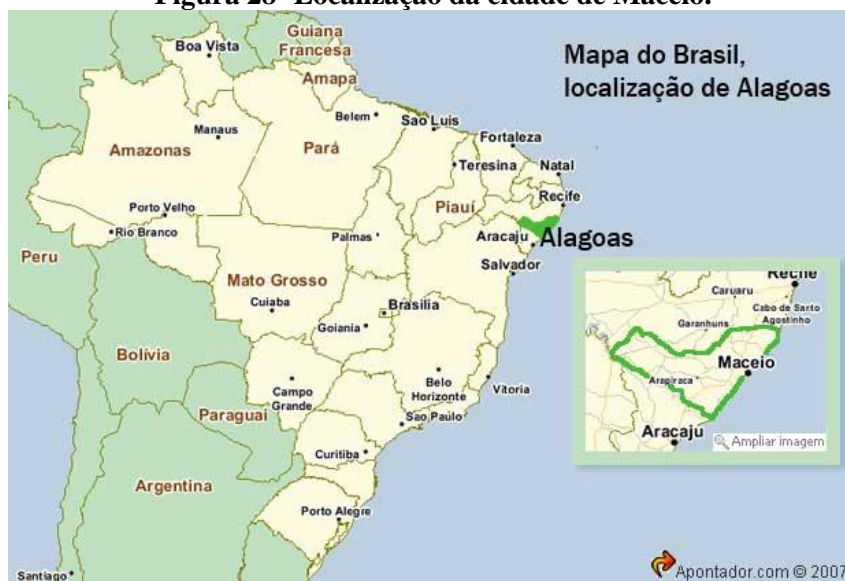 Figura 28- Localização da cidade de Maceió.
Mapa do Brasil,
localização de Alagoas
Guiana
Francesa
Boa Vista
Amapa
Belem
Sao Luis
Manaus
Fortaleza
Amazonas
Pará
Teresina
Natal
Recife
Porto Velho
Piauí
Rio Branco
Palmas
Aracaju
Alagoas
Peru
Salvador
Mato Grosso
Cuiaba
Brasilia
Goiania
Bolívia
Belo
Horizonte
Vitoria
Campo
Grande
Sao Paulo
Paraguai
Curitiba
Argentina
Porto Alegre
Santiago
Recife
Caruaru
Cabo de Santo
Agostinho
Garanhuns
Maceio
Arapiraca
Aracaju
Ampliar imagem
Apontador.com © 2007